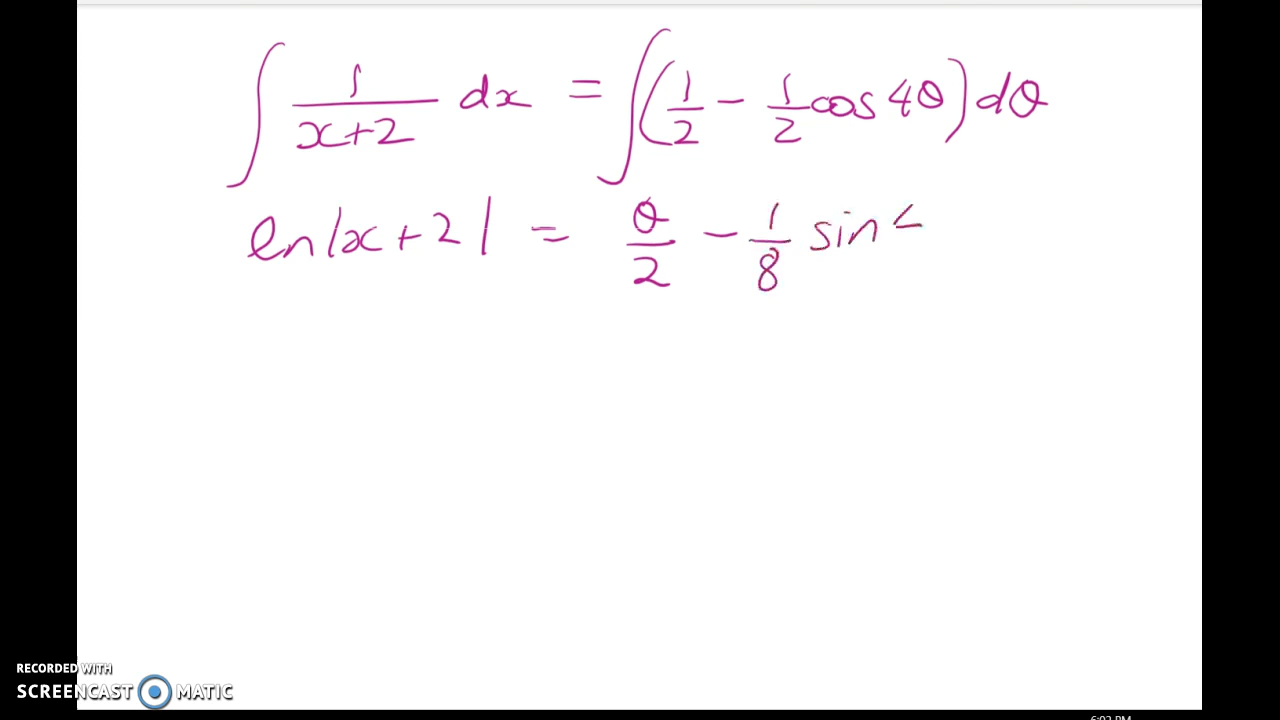 ∫ 1/(x+2) dx = ∫(1/2 − 1/2 cos 4θ) dθ
ln|x+2| = θ/2 − 1/8 sin
RECORDED WITH
SCREENCAST MATIC